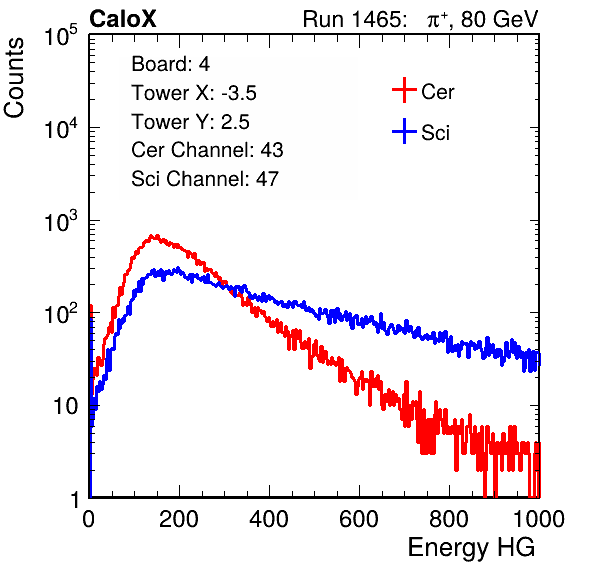 CaloX Run 1465: π⁺, 80 GeV
Counts
Board: 4
Tower X: -3.5
Tower Y: 2.5
Cer Channel: 43
Sci Channel: 47
Cer
Sci
10⁵
10⁴
10³
10²
10
1
0 200 400 600 800 1000
Energy HG